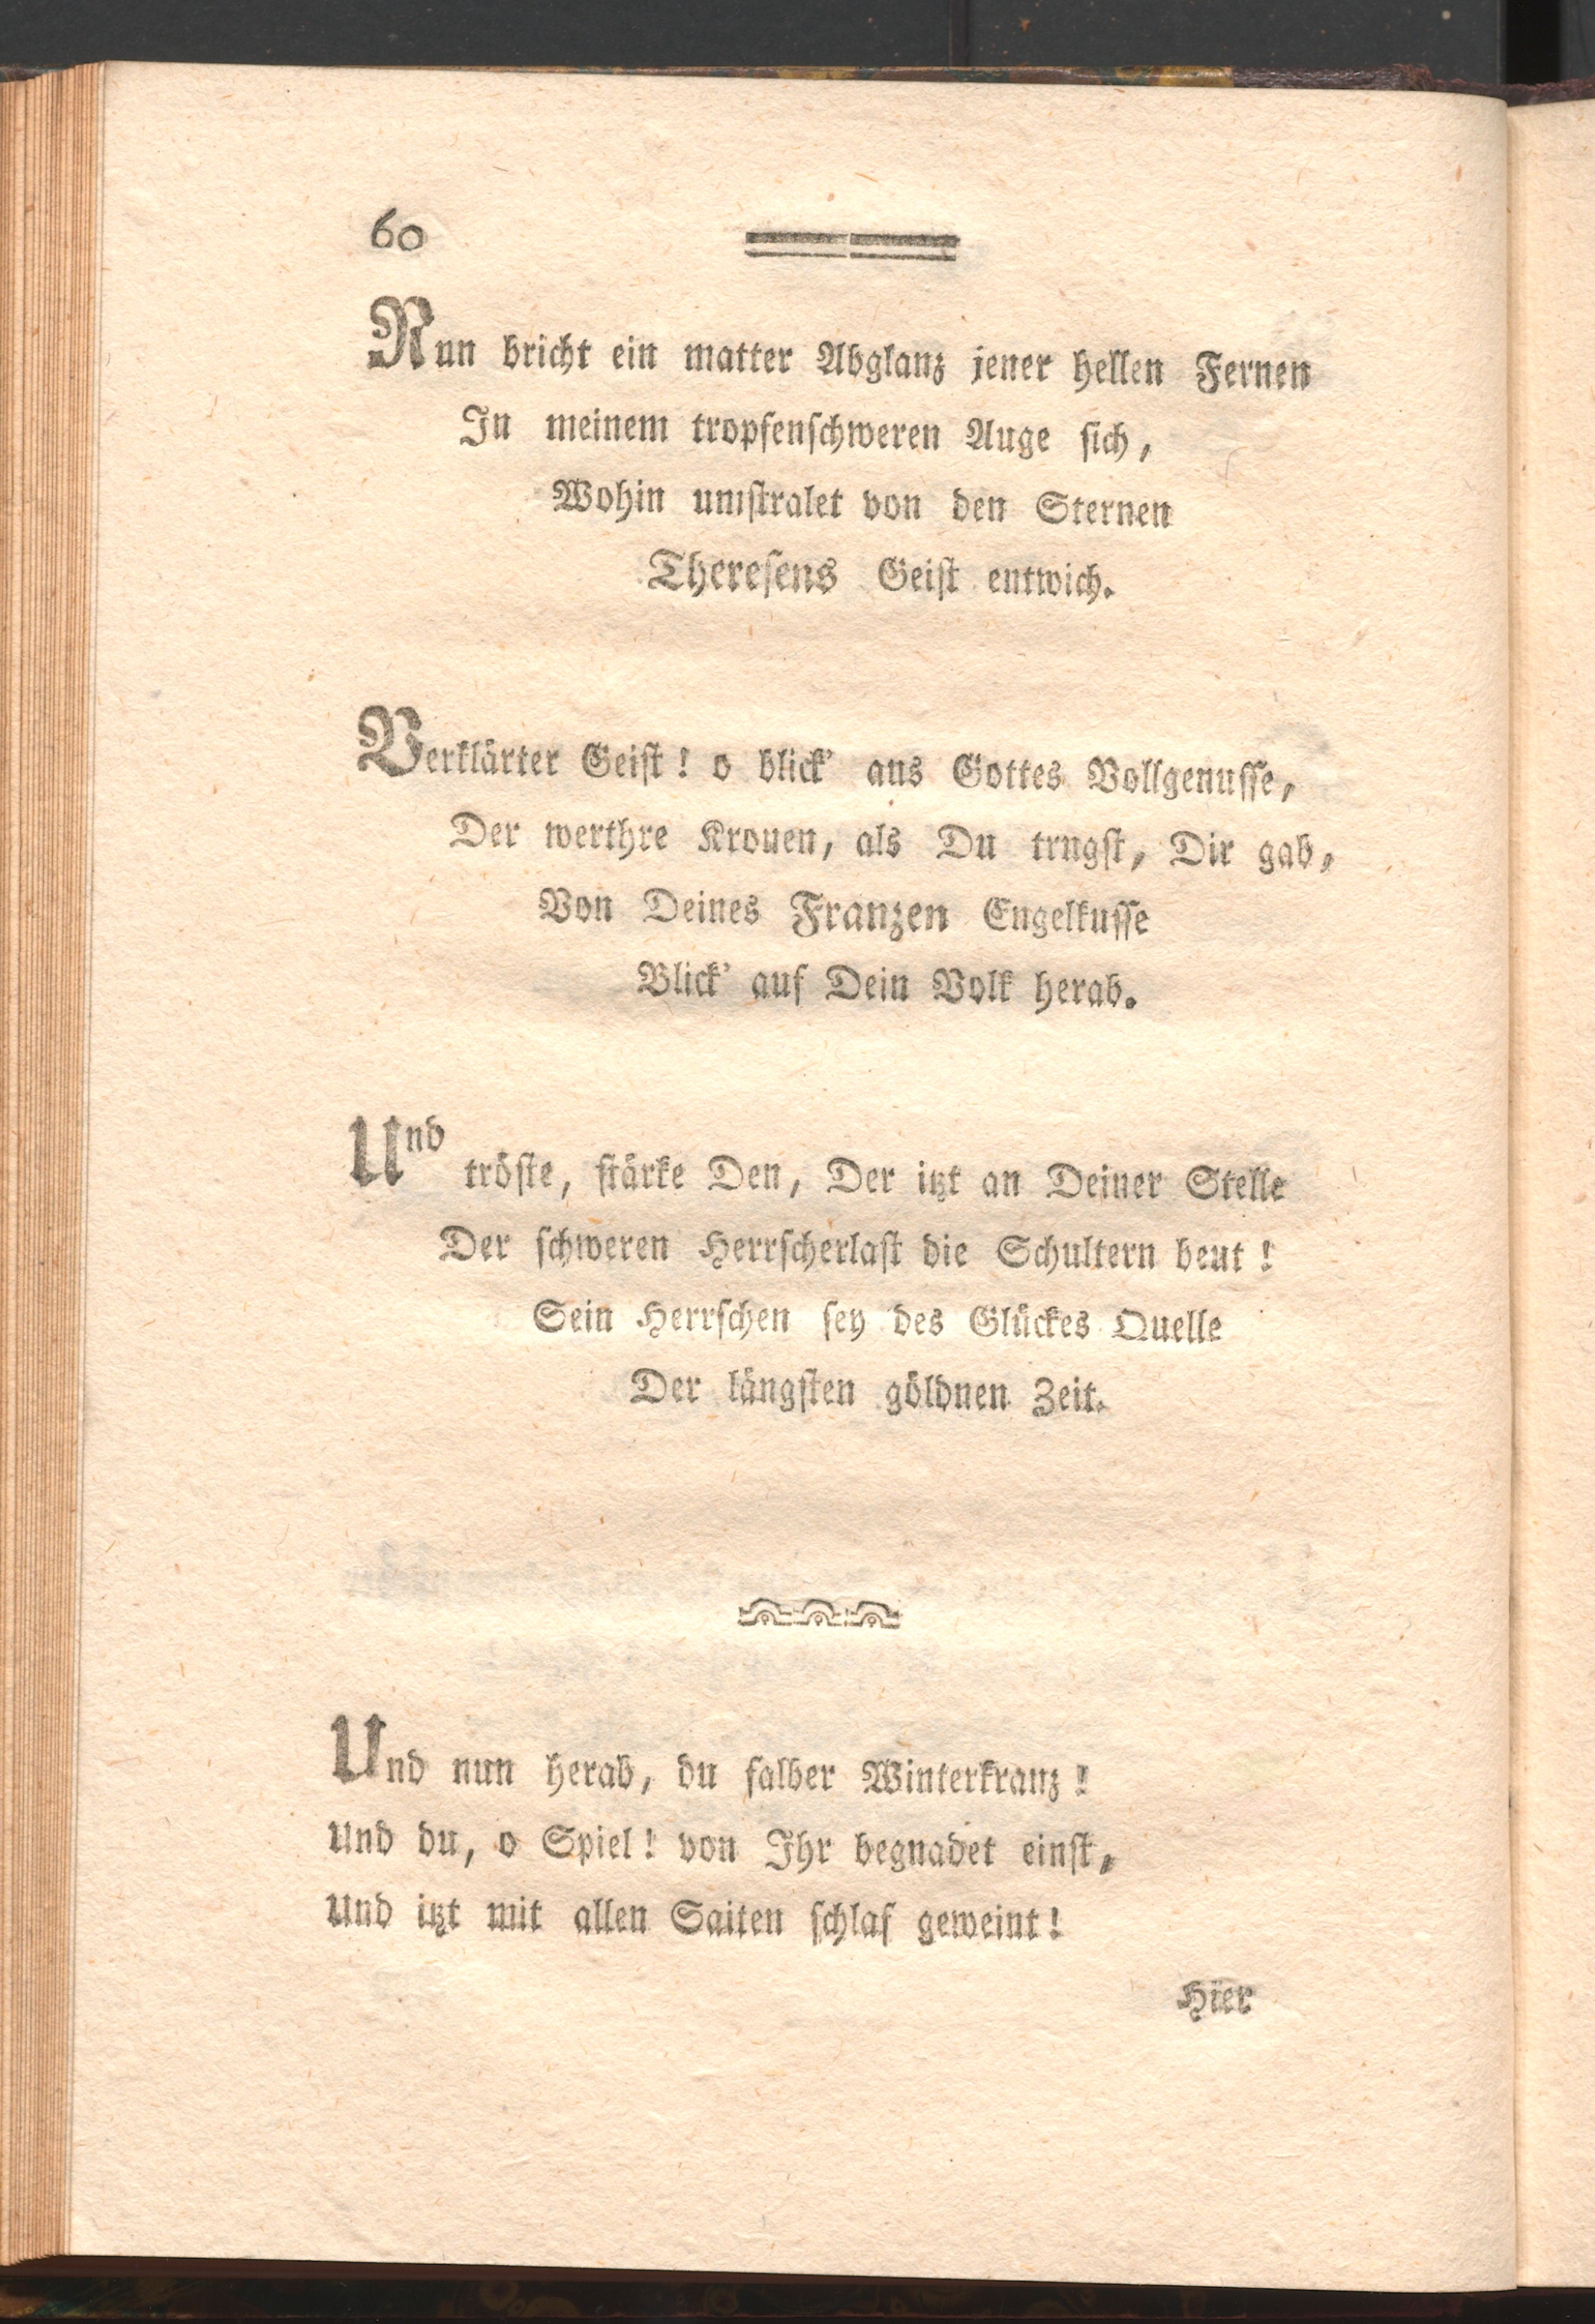 60
Nun bricht ein matter Abglanz jener hellen Fernen
In meinem tropfenschweren Auge sich,
Wohin umstralet von den Sternen
Theresens Geist entwich.
Verklärter Geist! o blick' aus Gottes Vollgenusse,
Der werthre Kronen, als Du trugst, Dir gab,
Von Deines Franzen Engelkusse
Blick' auf Dein Volk herab.
Und tröste, stärke Den, Der itzt an Deiner Stelle
Der schweren Herrscherlast die Schultern beut!
Sein Herrschen sey des Glückes Quelle
Der längsten göldnen Zeit.
Und nun herab, du falber Winterkranz!
Und du, o Spiel! von Ihr begnadet einst,
Und itzt mit allen Saiten schlaf geweint!
Hier